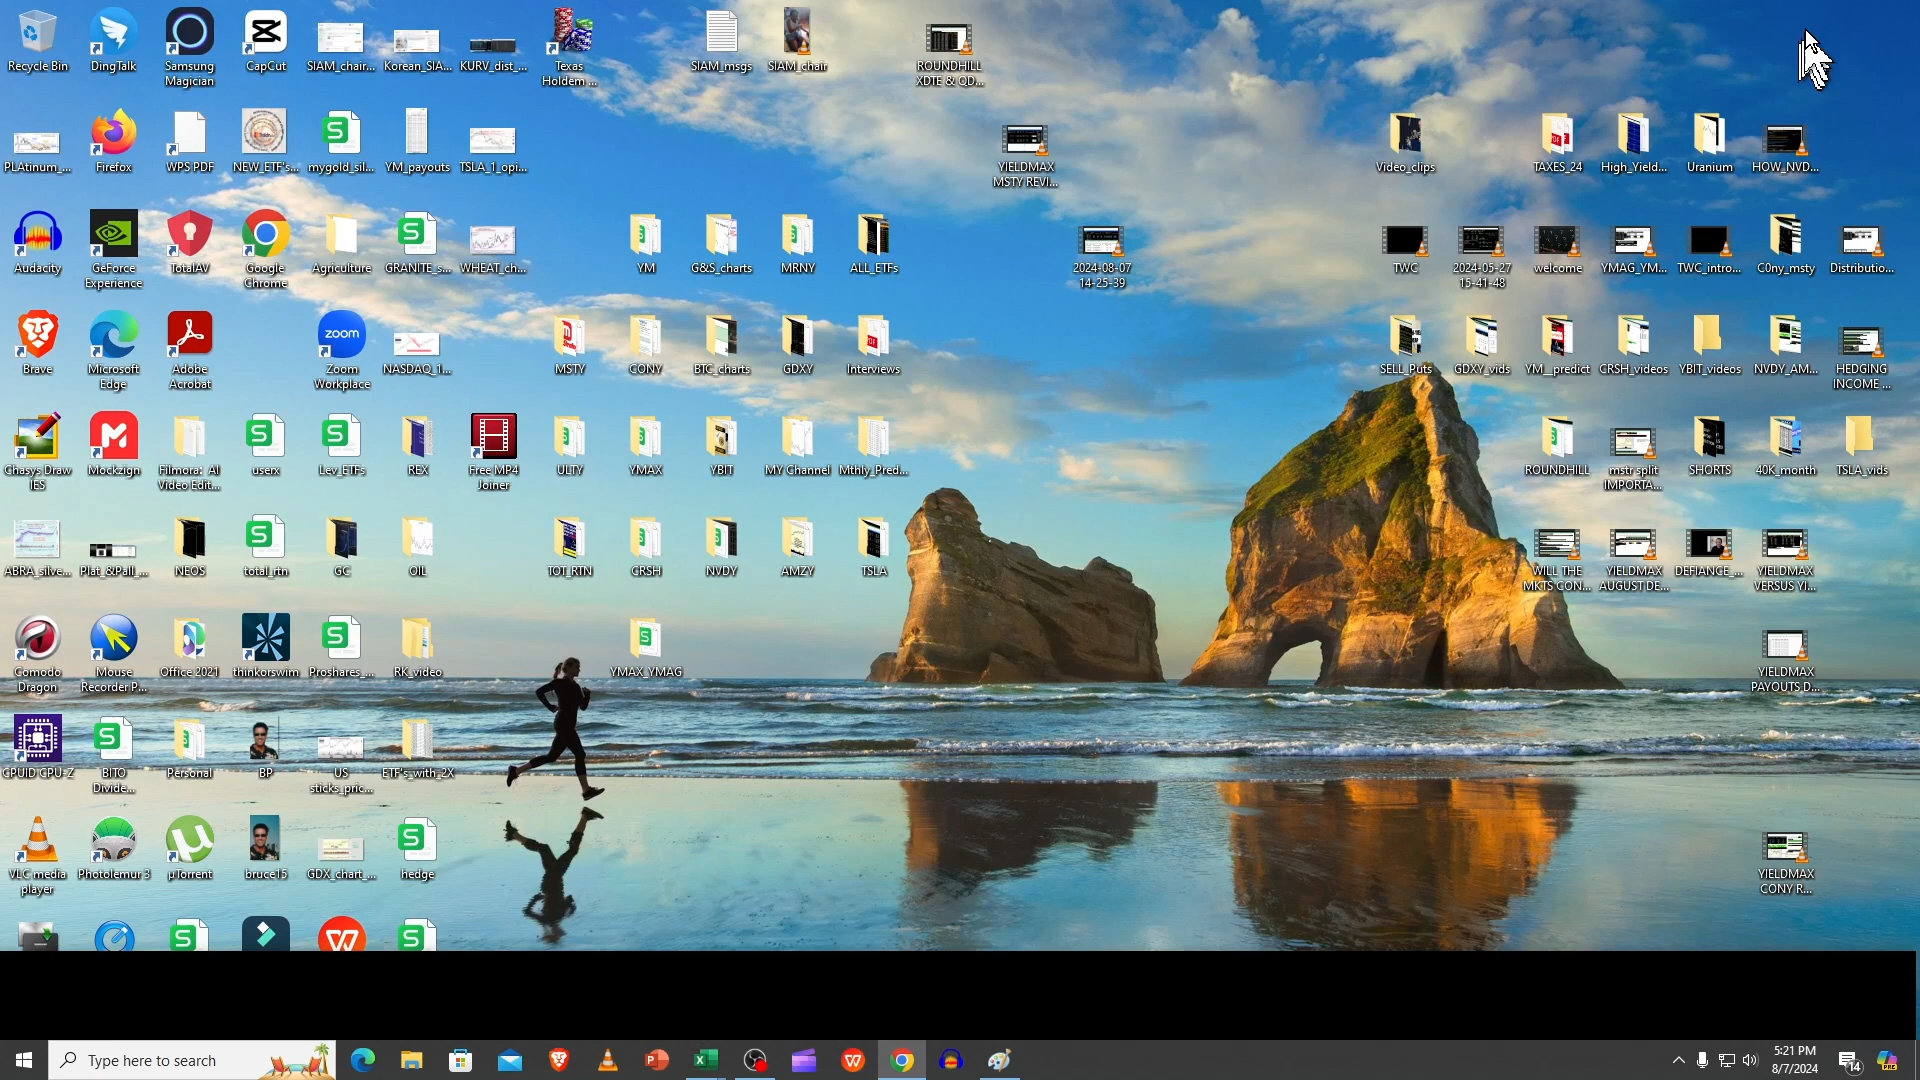 Recycle Bin
DingTalk
Samsung
Magician
CapCut
SIAM_chair...
Korean_SIA...
KURV_dist_...
Texas
Holdem ...
SIAM_msgs
SIAM_chair
ROUNDHILL
XDTE & QD...
PLAtinum_...
Firefox
WPS PDF
NEW_ETF's...
mygold_sil...
YM_payouts
TSLA_1_opi...
YIELDMAX
MSTY REVI...
Video_clips
TAXES_24
High_Yield...
Uranium
HOW_NVD...
Audacity
GeForce
Experience
TotalAV
Google
Chrome
Agriculture
GRANITE_s...
WHEAT_ch...
YM
G&S_charts
MRNY
ALL_ETFs
2024-08-07
14-25-39
TWC
2024-05-27
15-41-48
welcome
YMAG_YM...
TWC_intro...
C0ny_msty
Distributio...
Brave
Microsoft
Edge
Adobe
Acrobat
zoom
Zoom
Workplace
NASDAQ_1...
MSTY
CONY
BTC_charts
GDXY
Interviews
SELL_Puts
GDXY_vids
YM__predict
CRSH_videos
YBIT_videos
NVDY_AM...
HEDGING
INCOME ...
Chasys Draw
IES
Mockzign
Filmora: AI
Video Edit...
userx
Lev_ETFs
REX
Free MP4
Joiner
ULTY
YMAX
YBIT
MY Channel
Mthly_Pred...
ROUNDHILL
mstr split
IMPORTA...
SHORTS
40K_month
TSLA_vids
ABRA_silve...
Plat_&Pall_...
NEOS
total_rtn
GC
OIL
TOT_RTN
CRSH
NVDY
AMZY
TSLA
WILL THE
MKTS CON...
YIELDMAX
AUGUST DE...
DEFIANCE_...
YIELDMAX
VERSUS YI...
Comodo
Dragon
Mouse
Recorder P...
Office 2021
thinkorswim
Proshares_...
RK_video
YMAX_YMAG
YIELDMAX
PAYOUTS D...
CPUID CPU-Z
BITO
Divide...
Personal
BP
US
sticks_pric...
ETF's_with_2X
VLC media
player
Photolemur 3
µTorrent
bruce15
GDX_chart_...
hedge
YIELDMAX
CONY R...
Type here to search
5:21 PM
8/7/2024
14